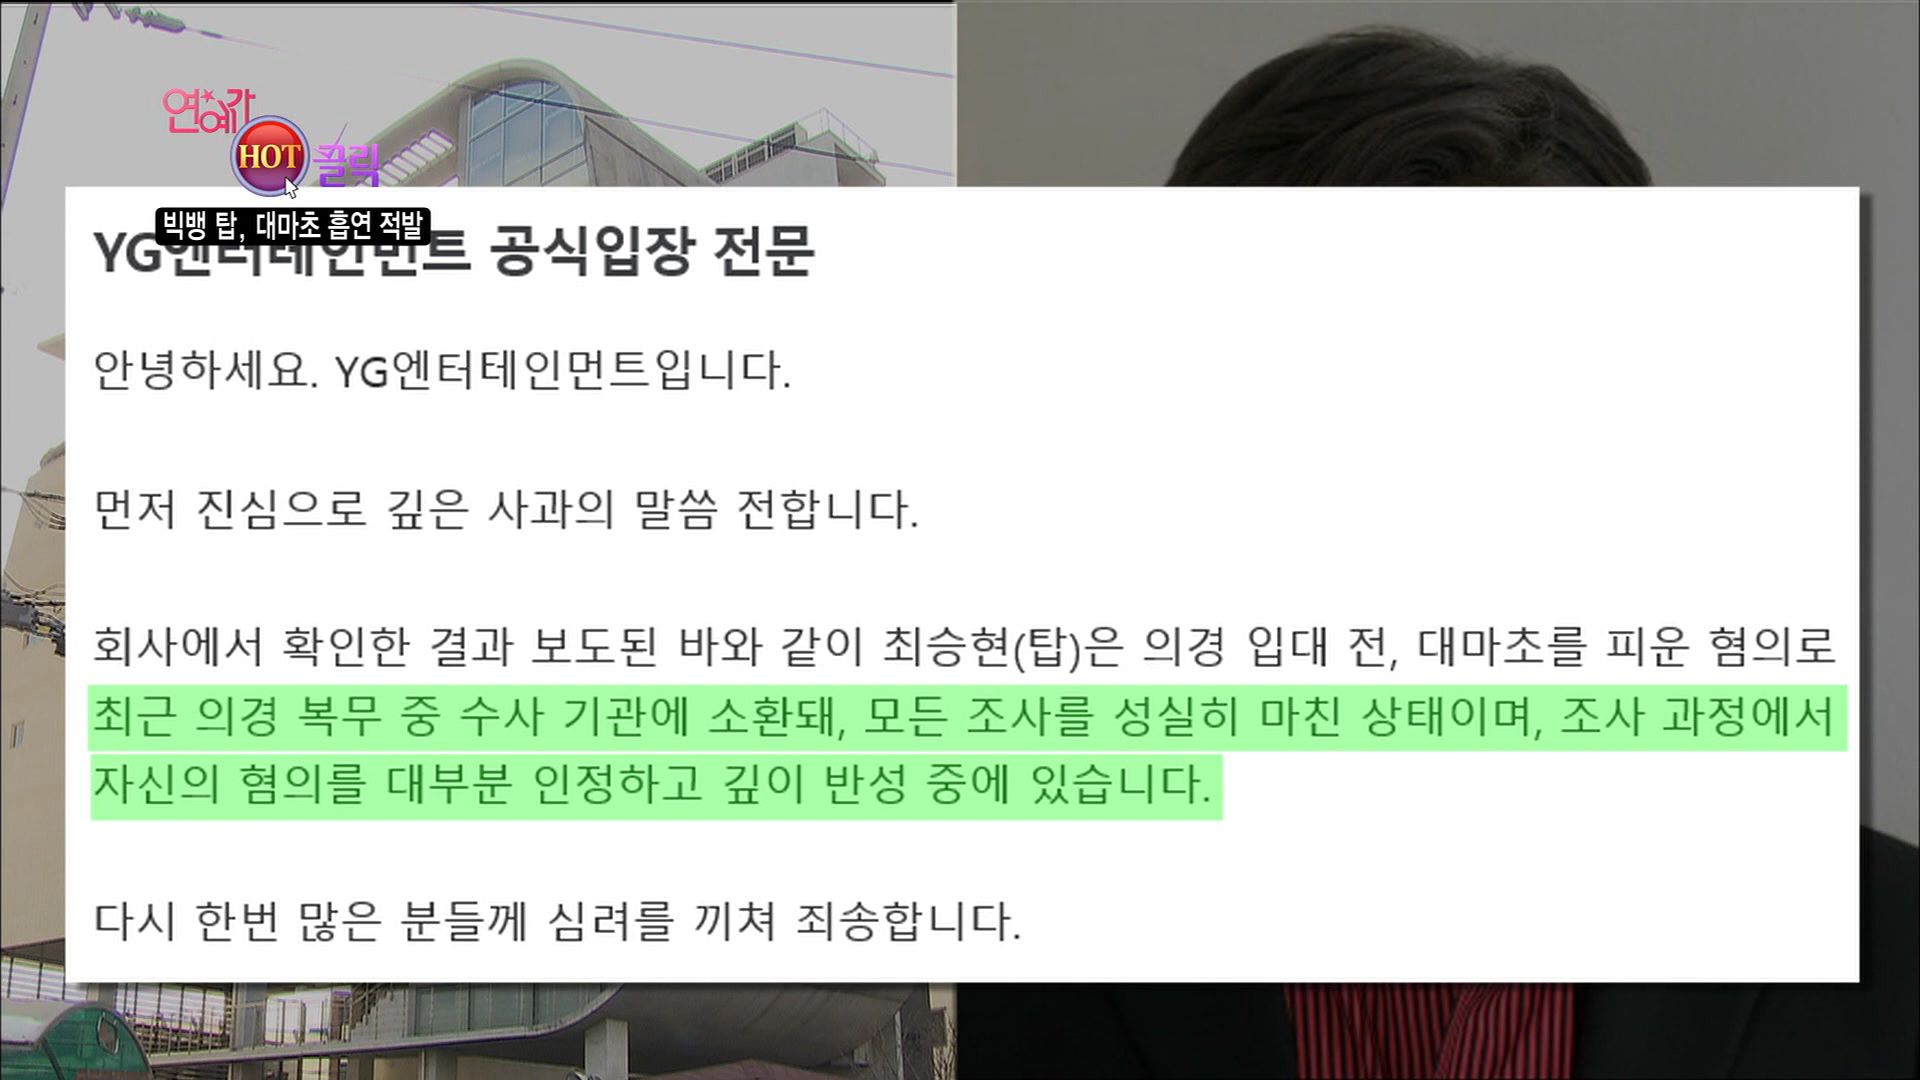 연예가
HOT 클릭
빅뱅 탑, 대마초 흡연 적발
YG엔터테인먼트 공식입장 전문
안녕하세요. YG엔터테인먼트입니다.
먼저 진심으로 깊은 사과의 말씀 전합니다.
회사에서 확인한 결과 보도된 바와 같이 최승현(탑)은 의경 입대 전, 대마초를 피운 혐의로
최근 의경 복무 중 수사 기관에 소환돼, 모든 조사를 성실히 마친 상태이며, 조사 과정에서
자신의 혐의를 대부분 인정하고 깊이 반성 중에 있습니다.
다시 한번 많은 분들께 심려를 끼쳐 죄송합니다.